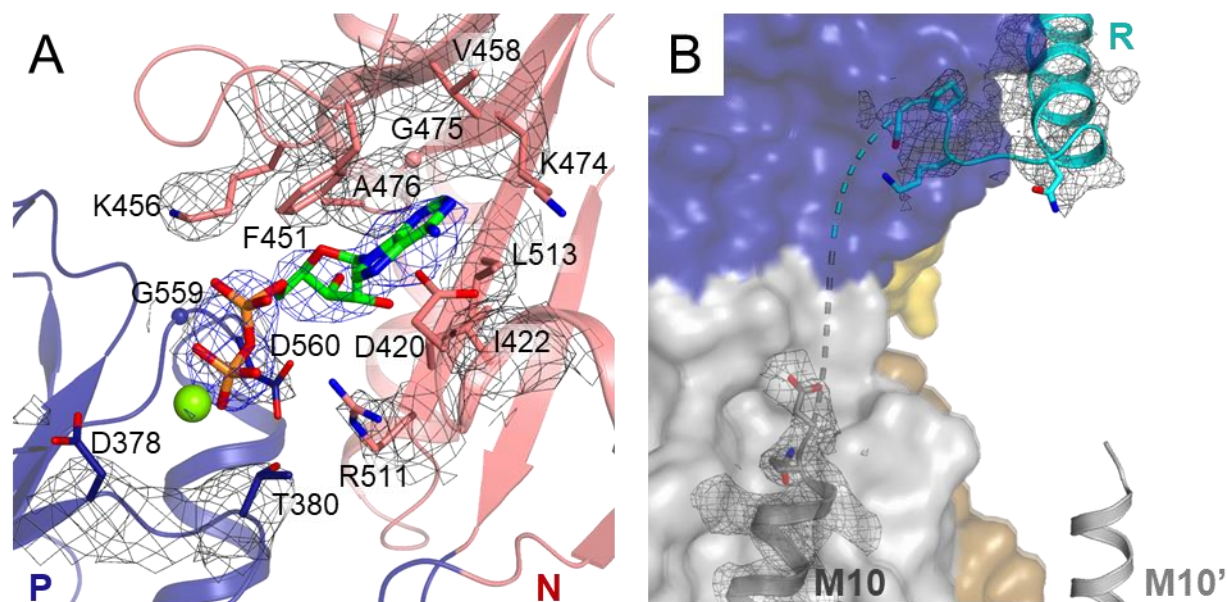 A
V458
G475
K474
A476
K456
F451
L513
G559
D560
D420
I422
D378
R511
T380
P
N
B
R
M10
M10’